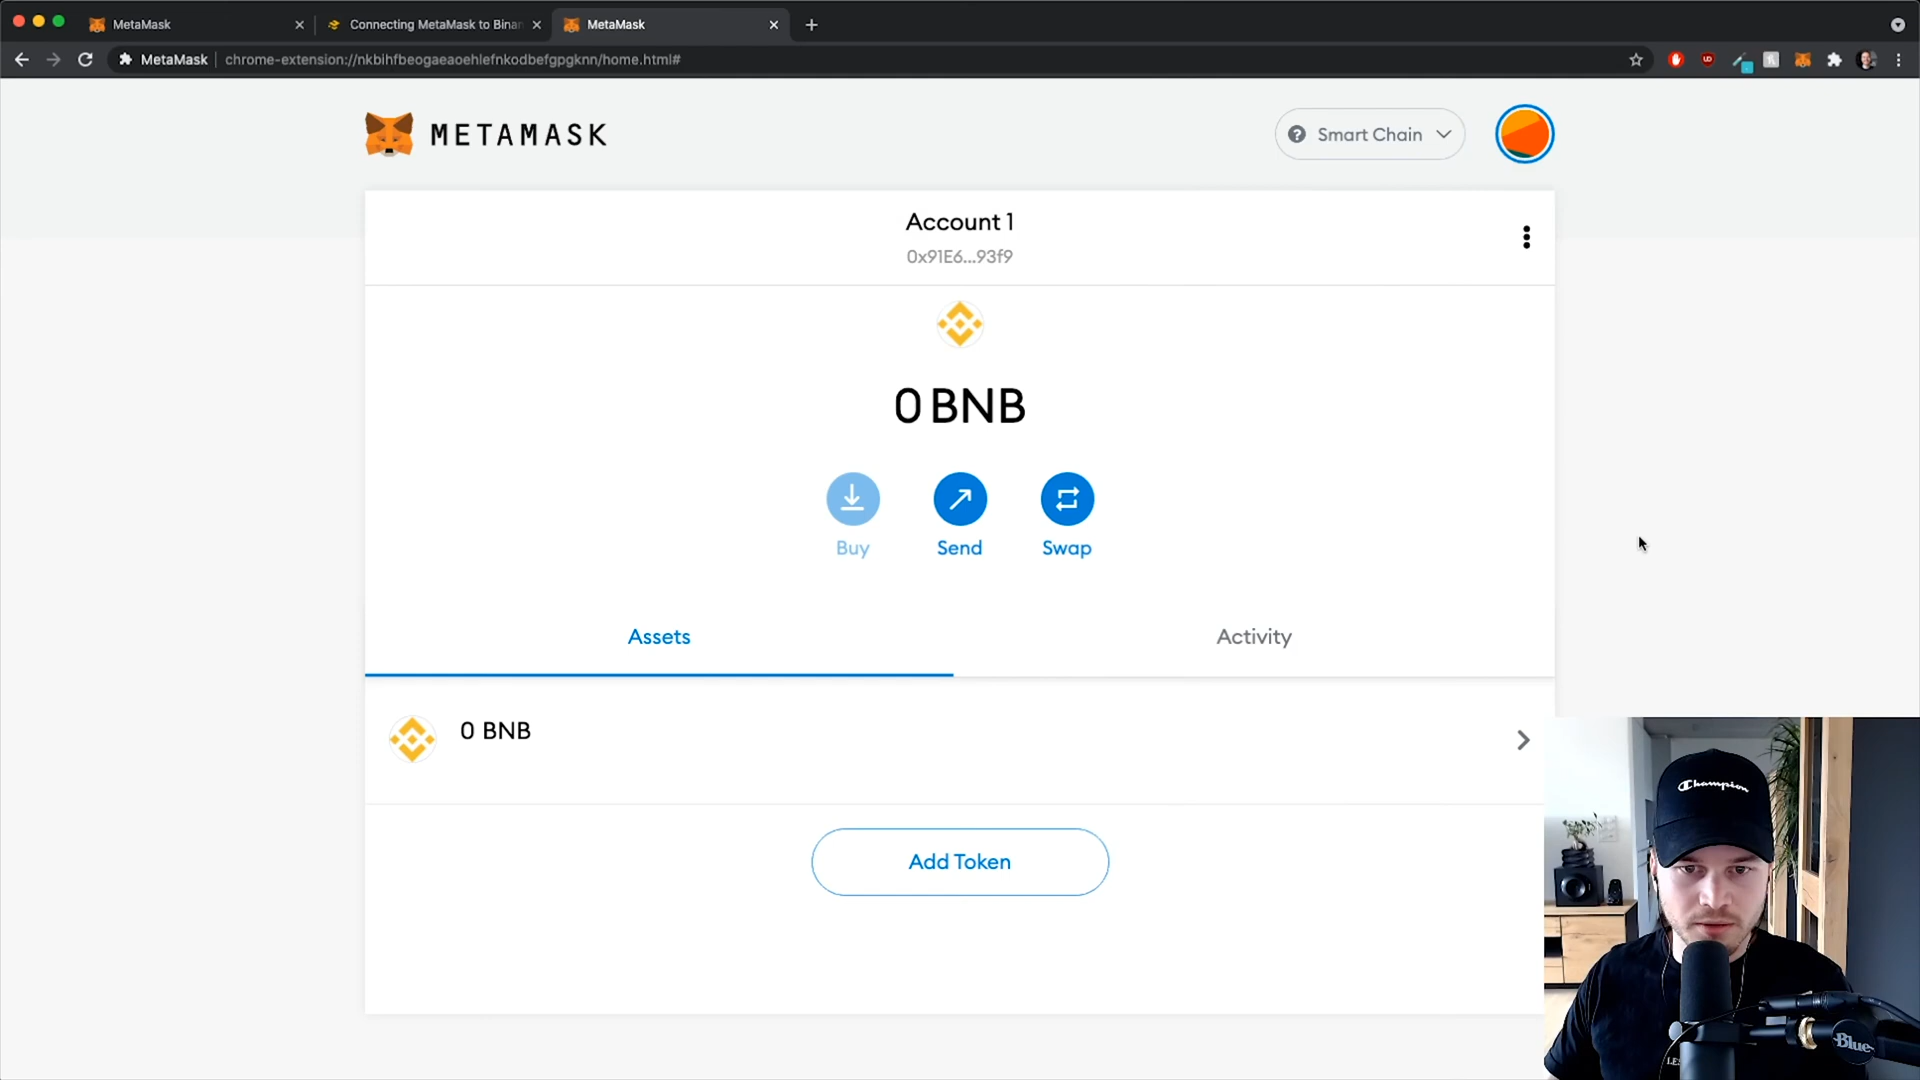 MetaMask
Connecting MetaMask to Binan
MetaMask
MetaMask
chrome-extension://nkbihfbeogaeaoehlefnkodbefgpgknn/home.html#
METAMASK
Smart Chain
Account 1
0x91E6...93f9
0 BNB
Buy
Send
Swap
Assets
Activity
0 BNB
Add Token
Champion
Blue